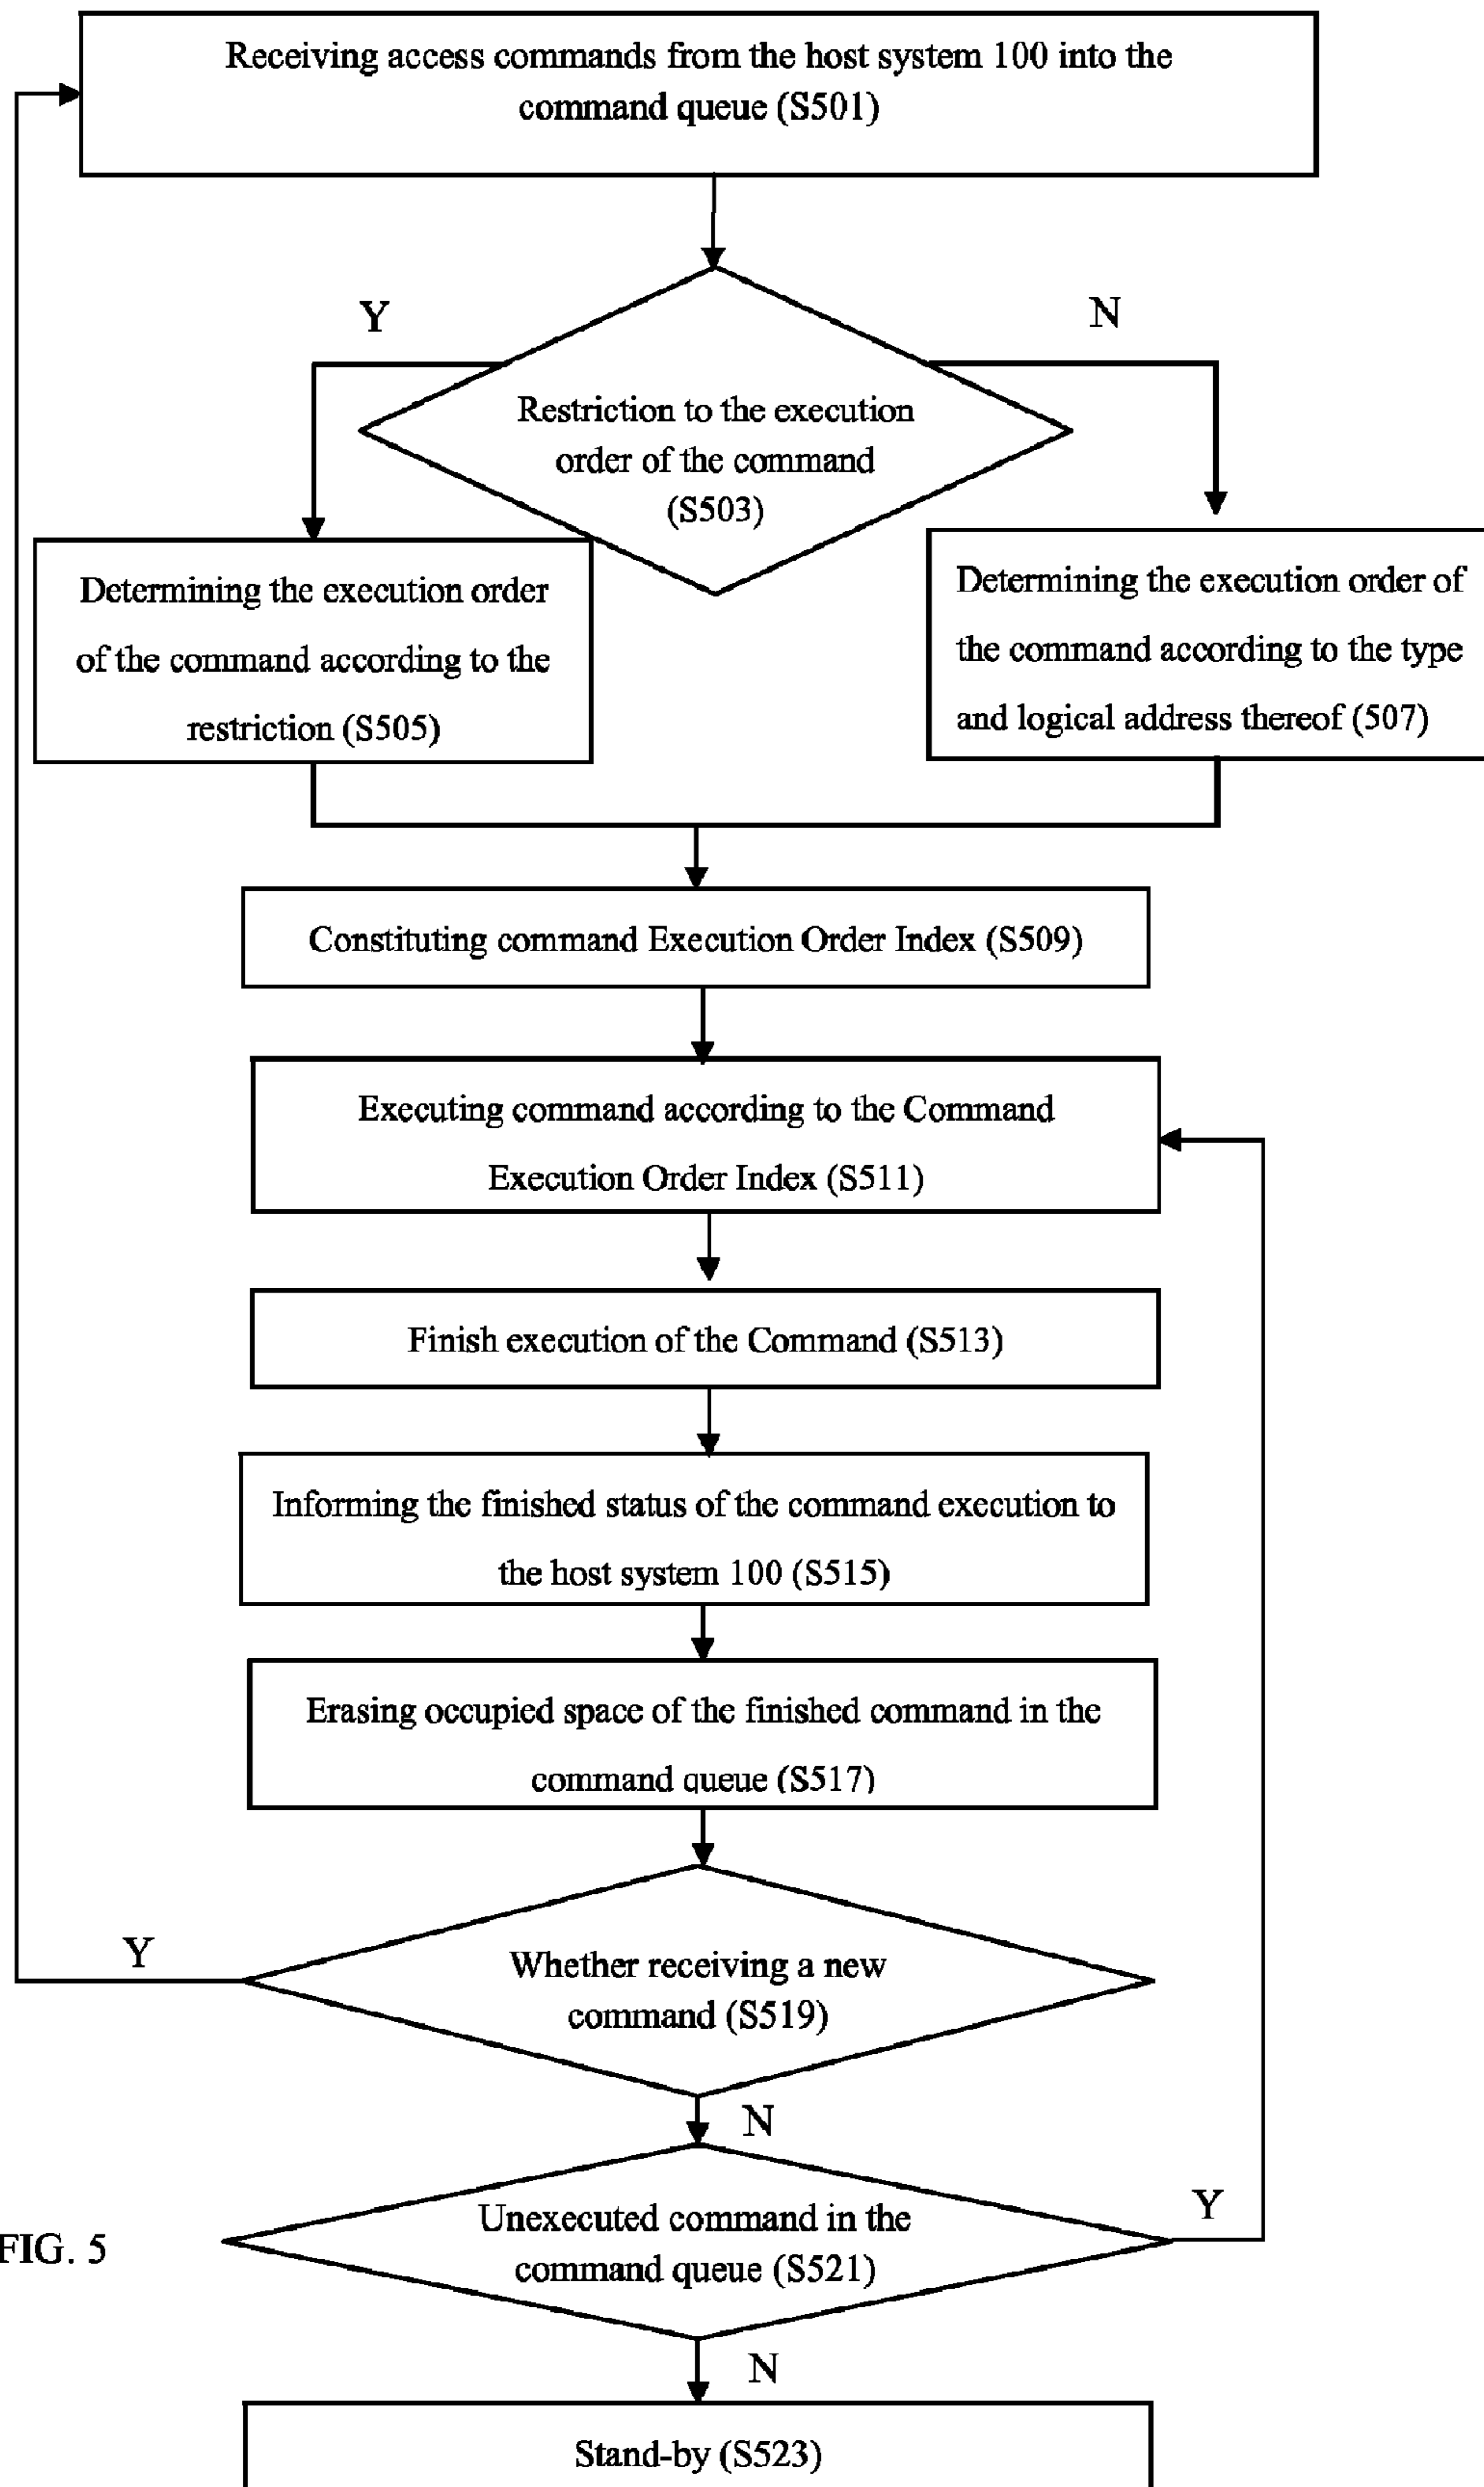 Receiving access commands from the host system 100 into the
command queue (S501)
Y
N
Restriction to the execution
order of the command
(S503)
Determining the execution order
of the command according to the
restriction (S505)
Determining the execution order of
the command according to the type
and logical address thereof (507)
Constituting command Execution Order Index (S509)
Executing command according to the Command
Execution Order Index (S511)
Finish execution of the Command (S513)
Informing the finished status of the command execution to
the host system 100 (S515)
Erasing occupied space of the finished command in the
command queue (S517)
Y
Whether receiving a new
command (S519)
N
Unexecuted command in the
command queue (S521)
Y
FIG. 5
N
Stand-by (S523)